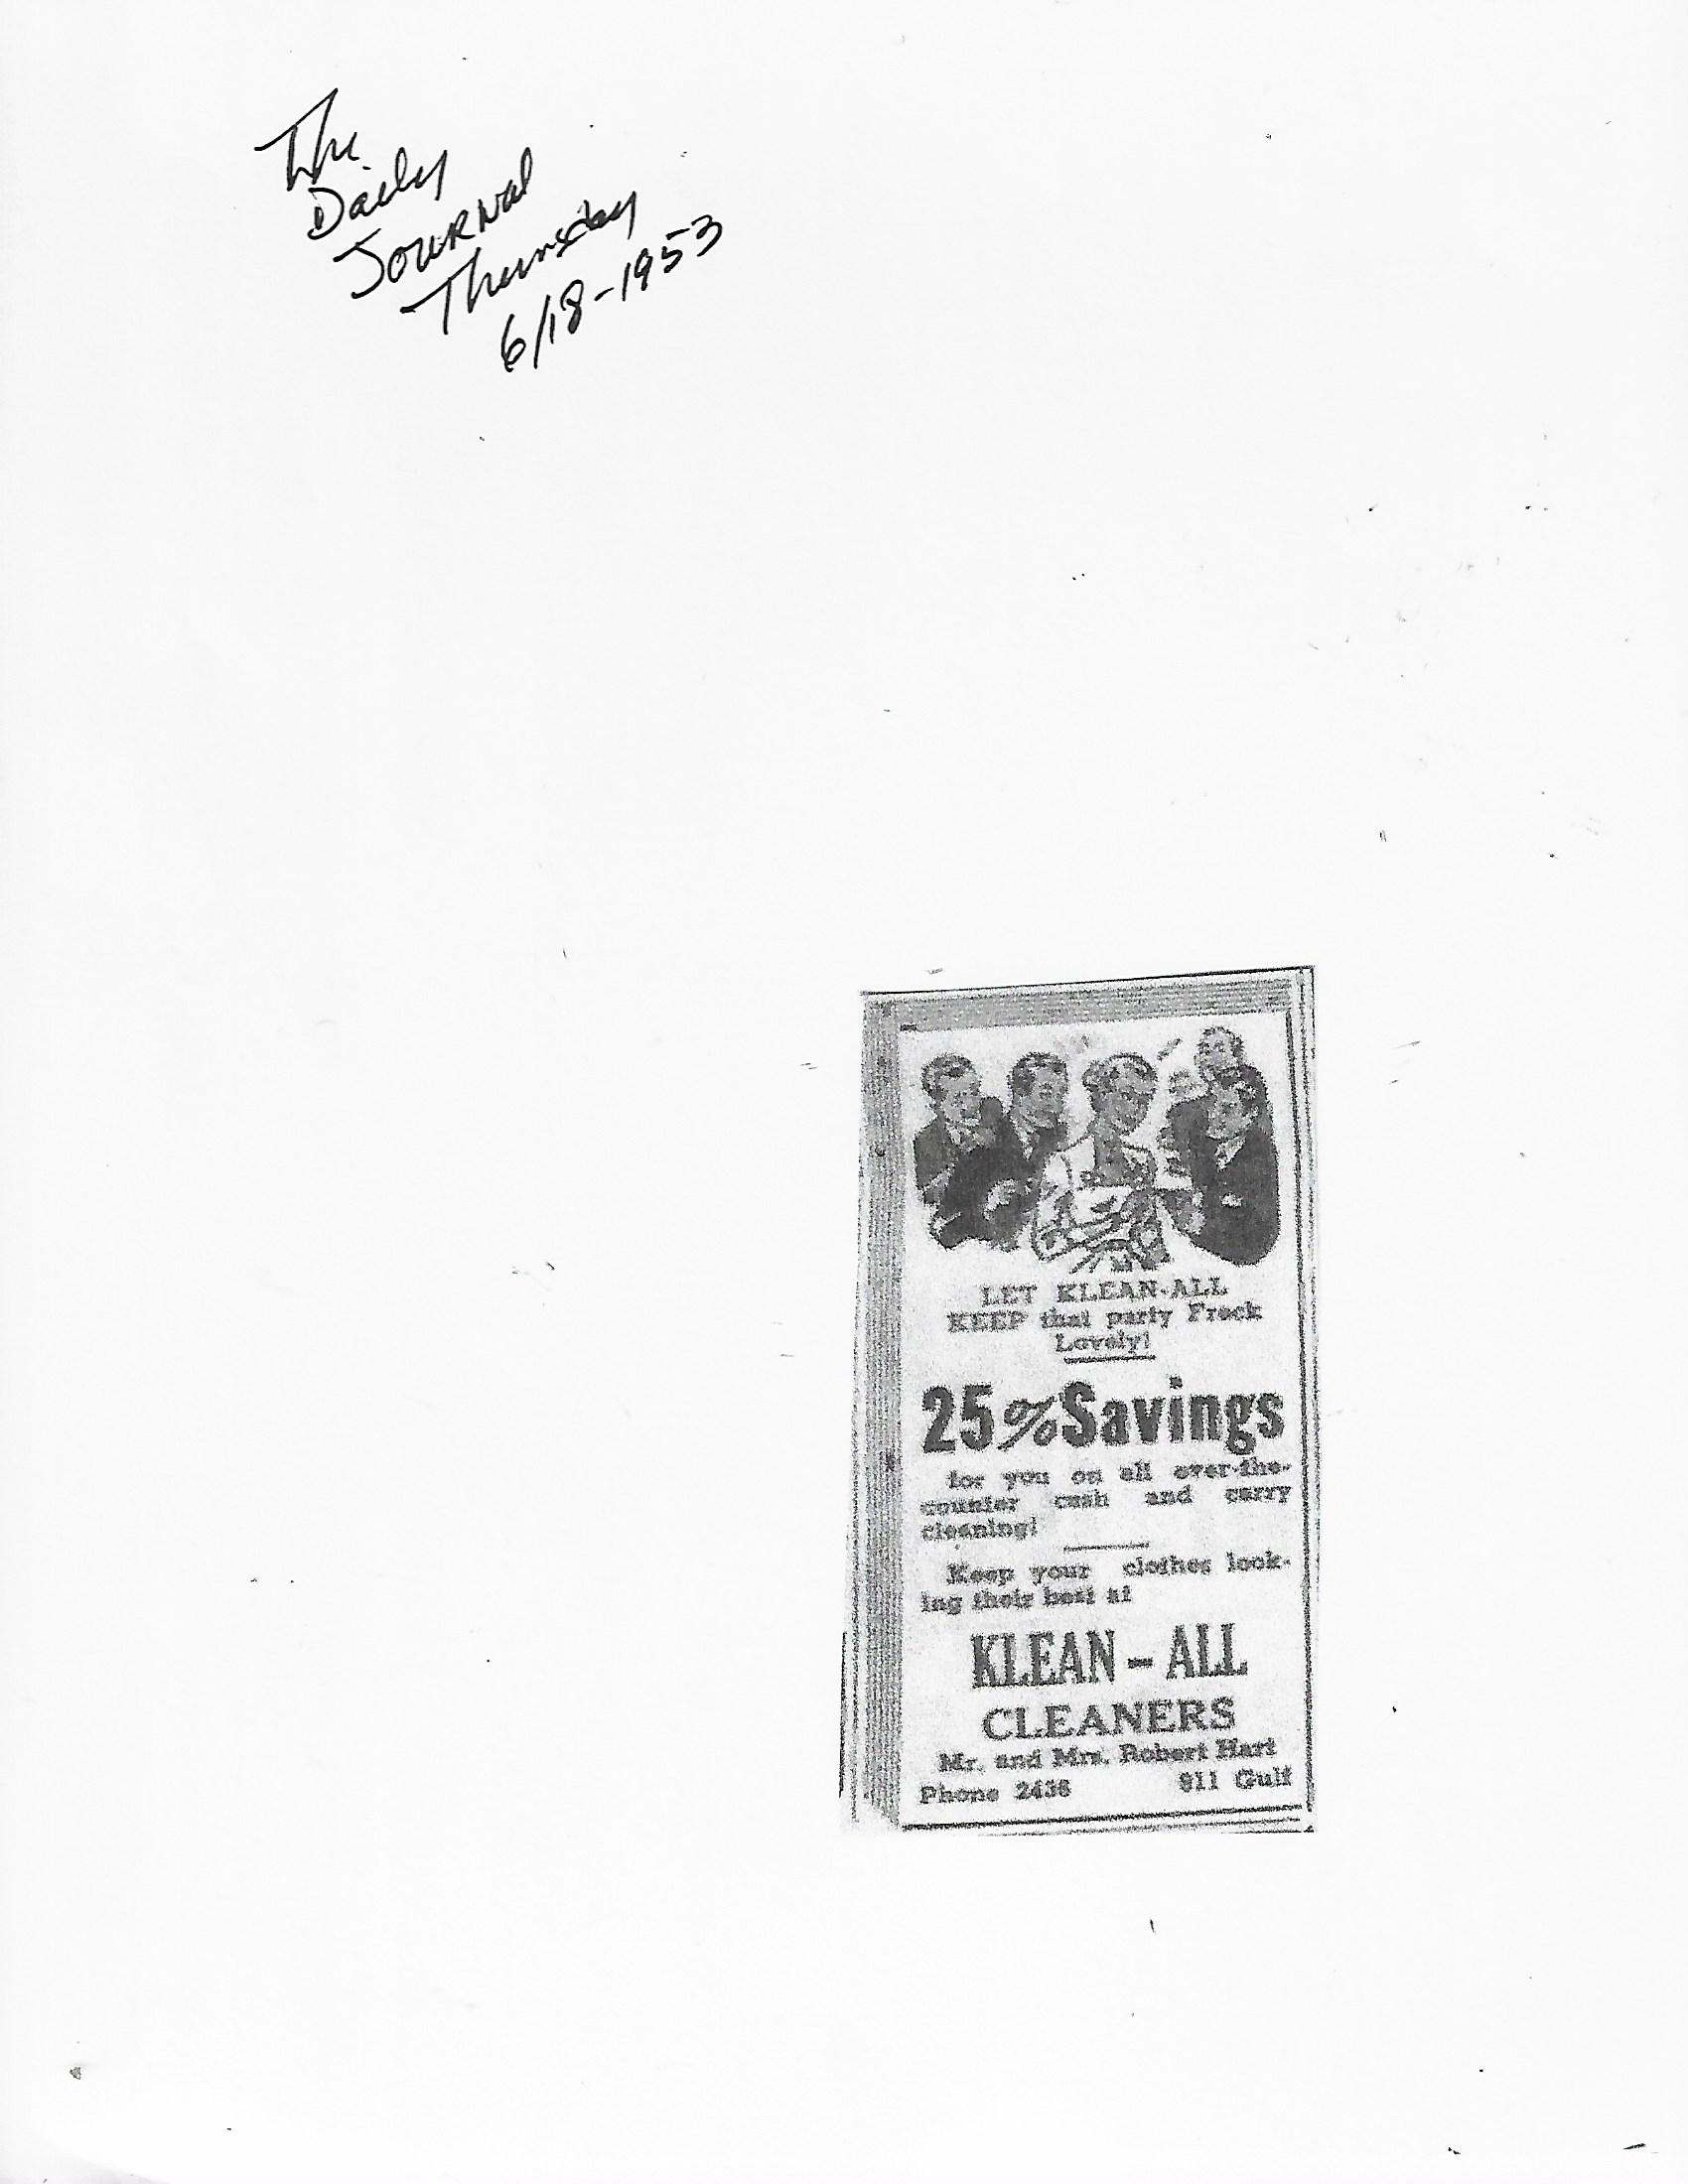 The
Daily
Journal
Thursday
6/18-1953
LET KLEAN-ALL
KEEP that party Frock
Lovely!
25% Savings
for you on all over-the-
counter cash and carry
cleaning!
Keep your clothes look-
ing their best at
KLEAN - ALL
CLEANERS
Mr. and Mrs. Robert Hart
Phone 2436 911 Gulf